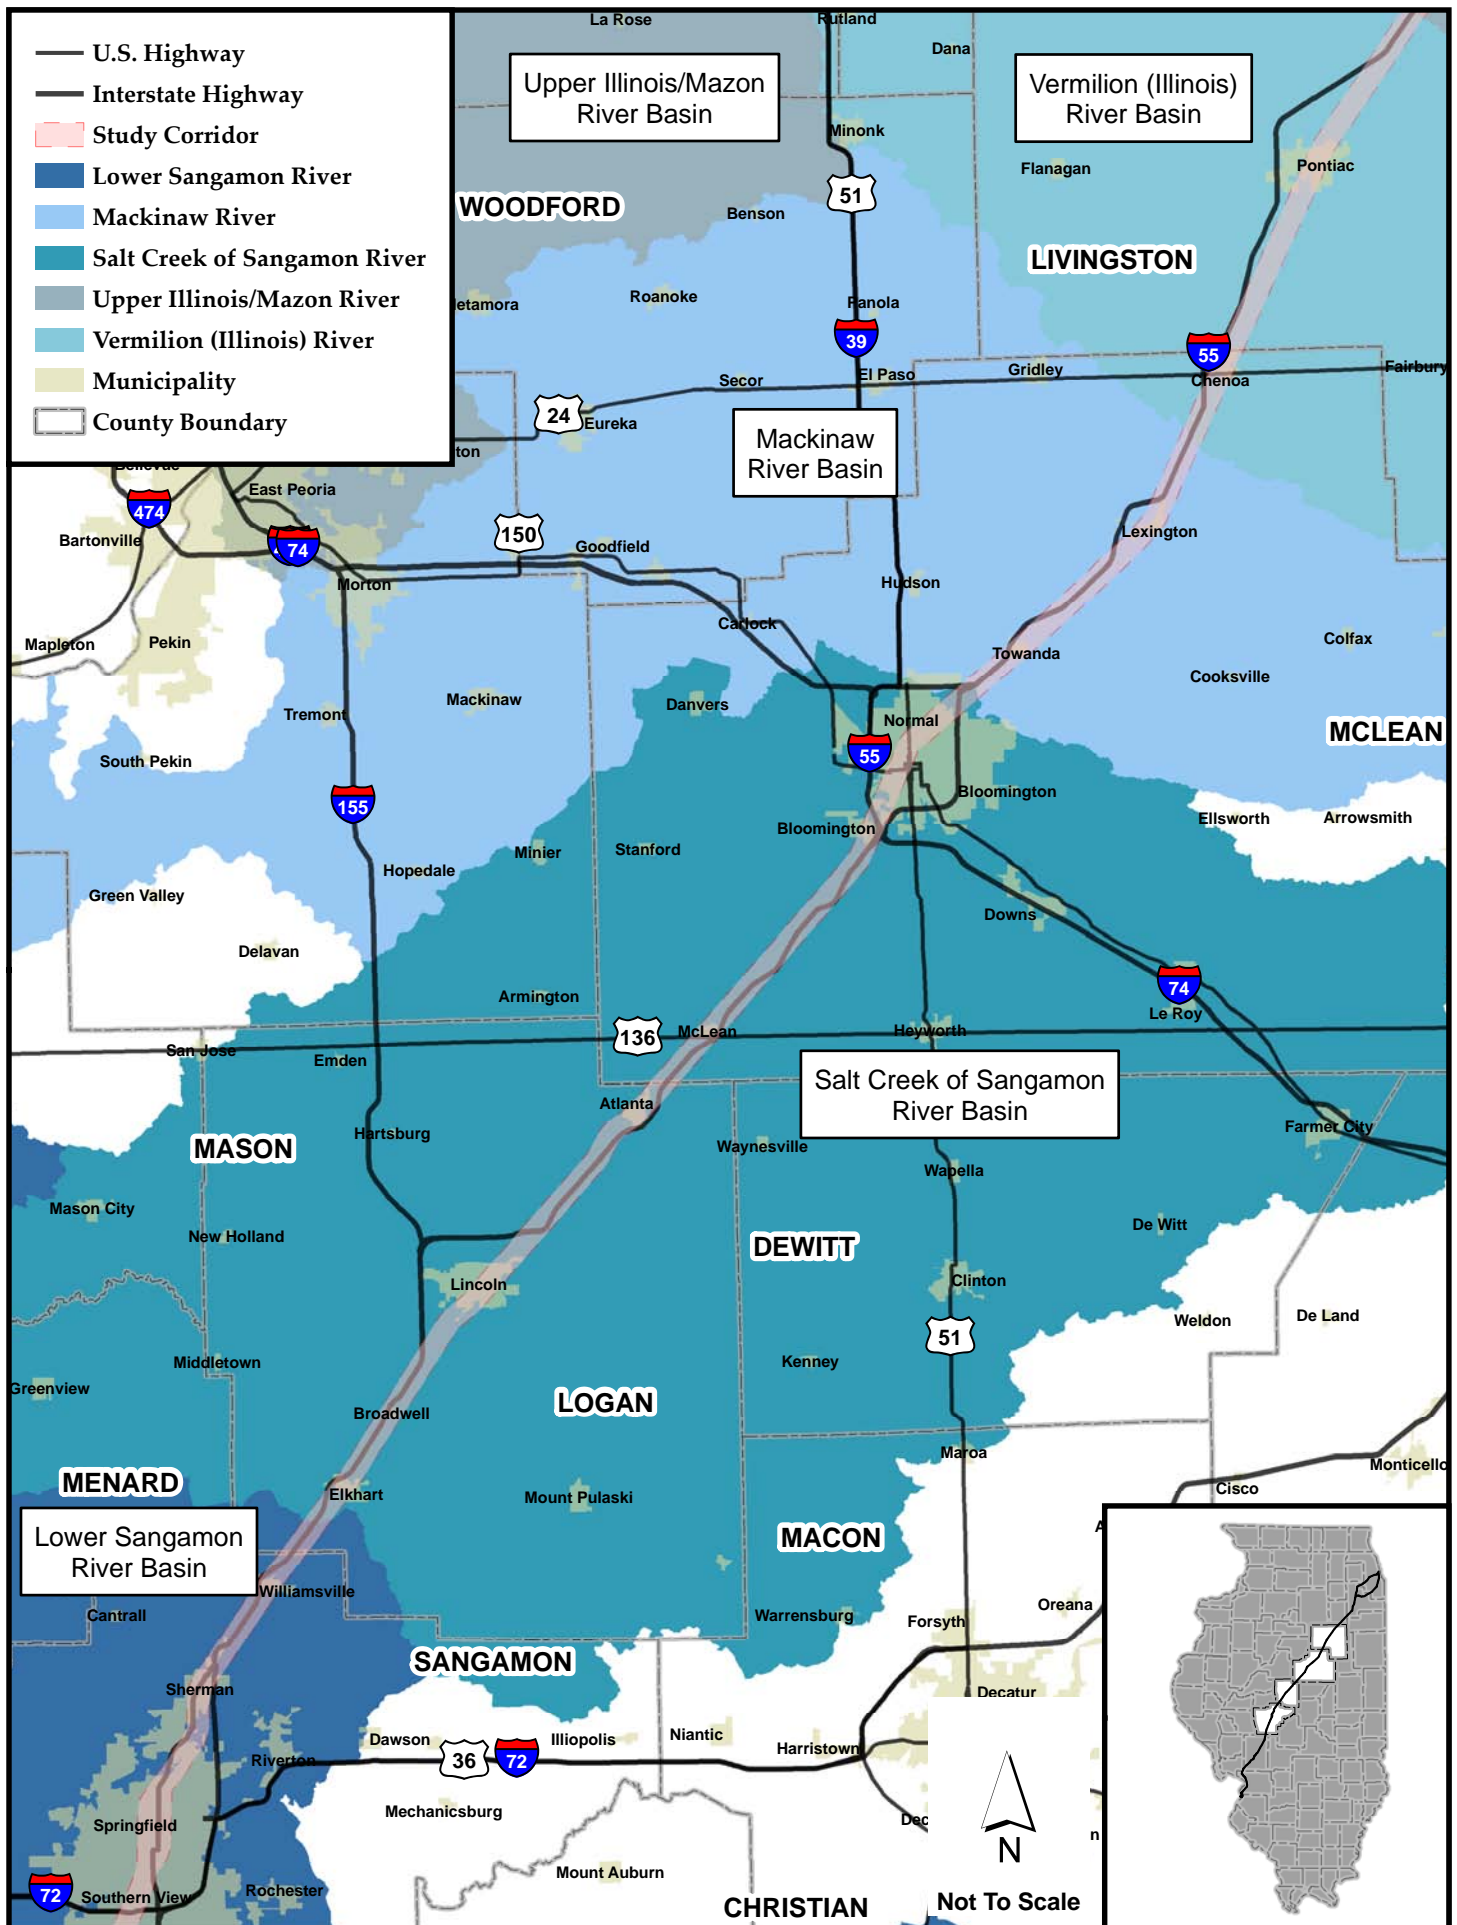 U.S. Highway
Interstate Highway
Study Corridor
Lower Sangamon River
Mackinaw River
Salt Creek of Sangamon River
Upper Illinois/Mazon River
Vermilion (Illinois) River
Municipality
County Boundary
La Rose
Rutland
Dana
Upper Illinois/Mazon
River Basin
Vermilion (Illinois)
River Basin
Minonk
Flanagan
Pontiac
51
WOODFORD
Benson
LIVINGSTON
etamora
Roanoke
Panola
39
55
Secor
El Paso
Gridley
Chenoa
Fairbury
24
Eureka
Mackinaw
River Basin
ton
Bellevue
East Peoria
474
Bartonville
74
150
Goodfield
Lexington
Morton
Hudson
Mapleton
Pekin
Carlock
Towanda
Colfax
Cooksville
Tremont
Mackinaw
Danvers
Normal
MCLEAN
South Pekin
55
155
Bloomington
Bloomington
Ellsworth
Arrowsmith
Minier
Stanford
Hopedale
Green Valley
Downs
Delavan
Armington
74
Le Roy
San Jose
Emden
136
McLean
Heyworth
Salt Creek of Sangamon
River Basin
Atlanta
Hartsburg
MASON
Waynesville
Wapella
Farmer City
Mason City
New Holland
De Witt
DEWITT
Lincoln
Clinton
51
Weldon
De Land
Middletown
Kenney
Greenview
LOGAN
Broadwell
Maroa
Monticello
MENARD
Elkhart
Mount Pulaski
Cisco
Lower Sangamon
River Basin
MACON
A
Williamsville
Cantrall
Warrensburg
Forsyth
Oreana
SANGAMON
Sherman
Decatur
Riverton
Dawson
36
72
Illiopolis
Niantic
Harristown
Mechanicsburg
Springfield
Dec
n
N
Mount Auburn
72
Southern View
Rochester
CHRISTIAN
Not To Scale